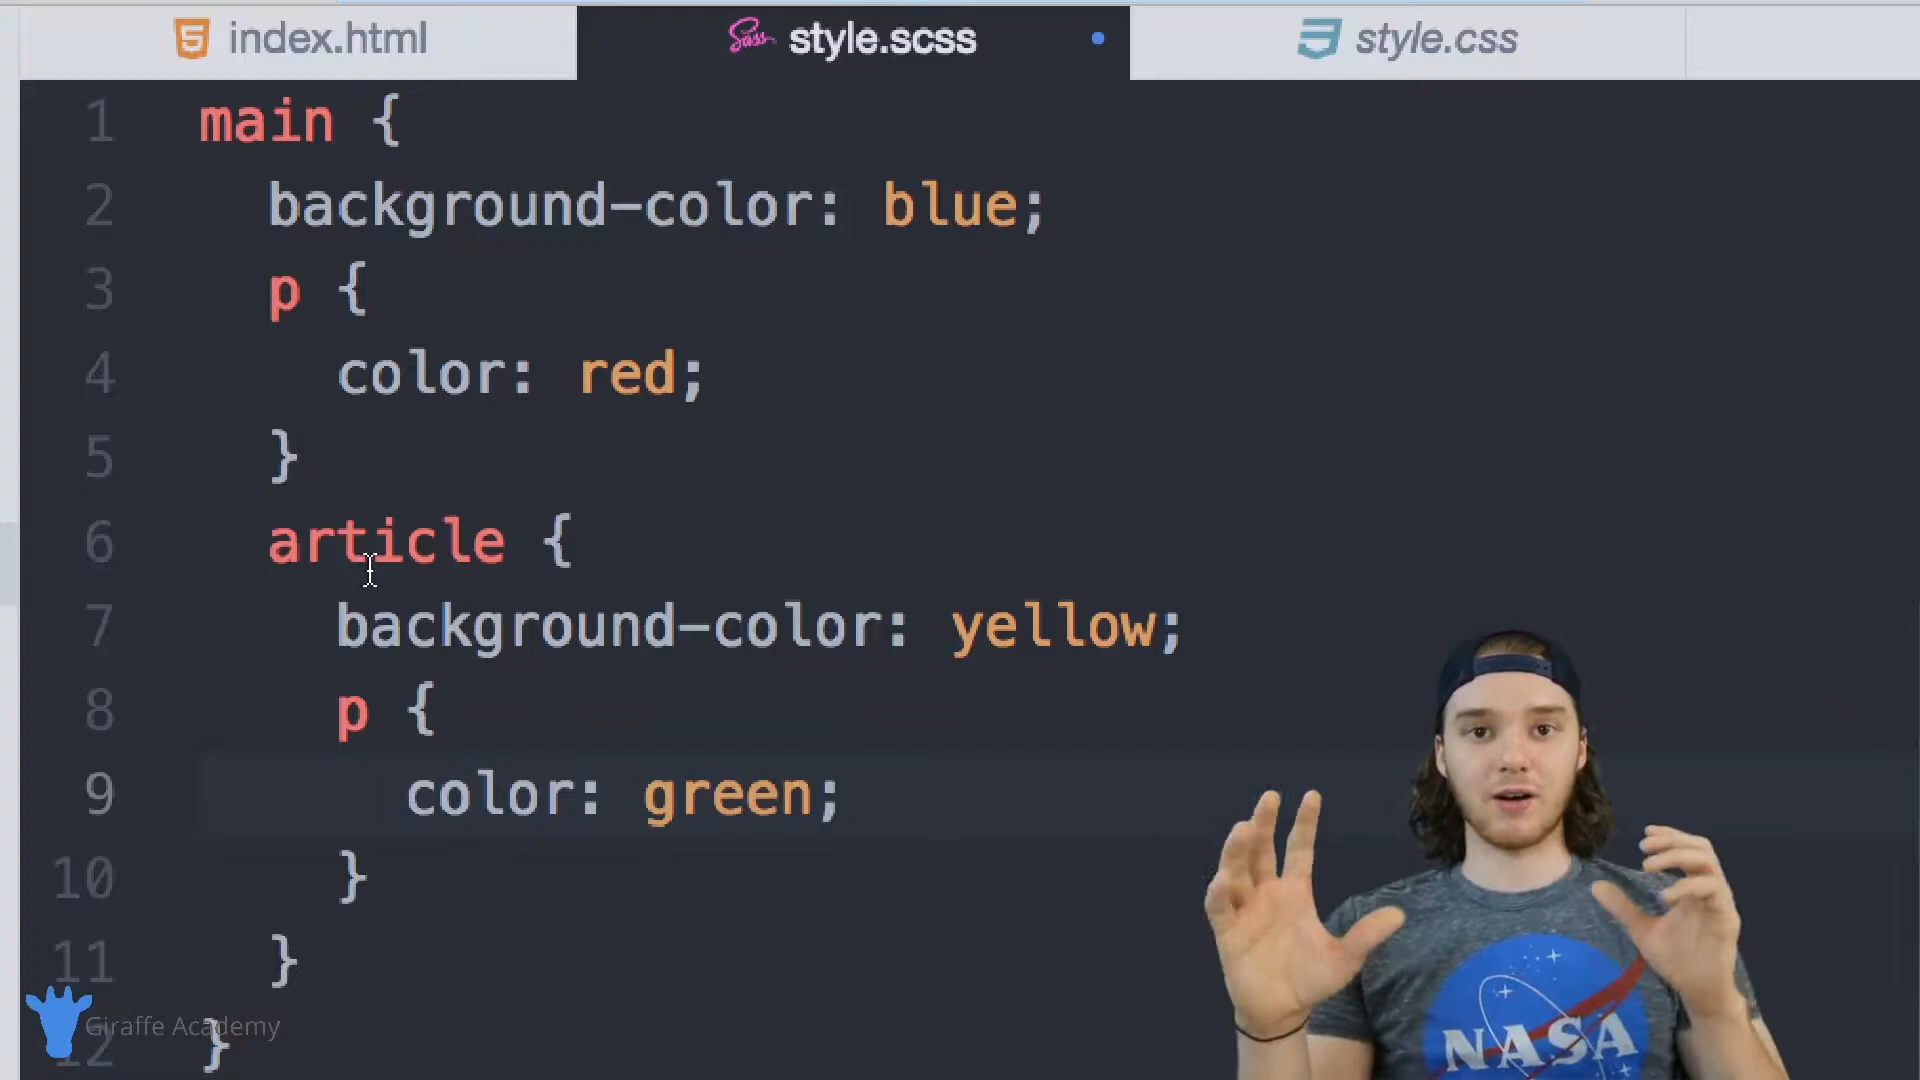 index.html style.scss style.css
1 main {
2 background-color: blue;
3 p {
4 color: red;
5 }
6 article {
7 background-color: yellow;
8 p {
9 color: green;
10 }
11 }
12 }
Giraffe Academy
NASA